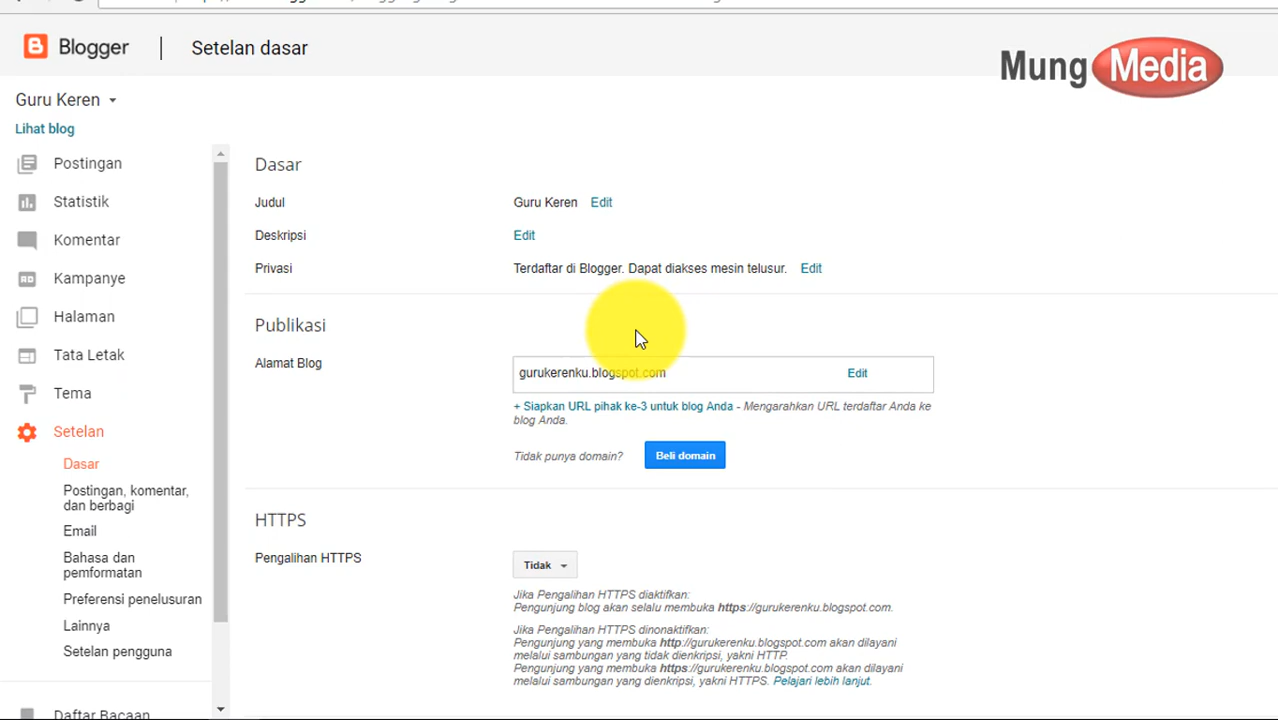 Blogger
Setelan dasar
Mung Media
Guru Keren
Lihat blog
Postingan
Statistik
Komentar
Kampanye
Halaman
Tata Letak
Tema
Setelan
Dasar
Postingan, komentar,
dan berbagi
Email
Bahasa dan
pemformatan
Preferensi penelusuran
Lainnya
Setelan pengguna
Daftar Bacaan
Dasar
Judul
Guru Keren Edit
Deskripsi
Edit
Privasi
Terdaftar di Blogger. Dapat diakses mesin telusur. Edit
Publikasi
Alamat Blog
gurukerenku.blogspot.com Edit
+ Siapkan URL pihak ke-3 untuk blog Anda - Mengarahkan URL terdaftar Anda ke
blog Anda.
Tidak punya domain? Beli domain
HTTPS
Pengalihan HTTPS
Tidak
Jika Pengalihan HTTPS diaktifkan:
Pengunjung blog akan selalu membuka https://gurukerenku.blogspot.com.
Jika Pengalihan HTTPS dinonaktifkan:
Pengunjung yang membuka http://gurukerenku.blogspot.com akan dilayani
melalui sambungan yang tidak dienkripsi, yakni HTTP.
Pengunjung yang membuka https://gurukerenku.blogspot.com akan dilayani
melalui sambungan yang dienkripsi, yakni HTTPS. Pelajari lebih lanjut.